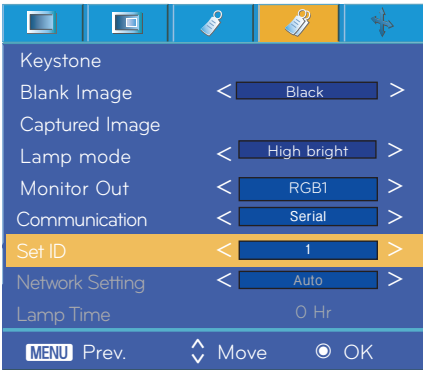 Keystone
Blank Image < Black >
Captured Image
Lamp mode < High bright >
Monitor Out < RGB1 >
Communication < Serial >
Set ID < 1 >
Network Setting < Auto >
Lamp Time 0 Hr
MENU Prev. Move OK